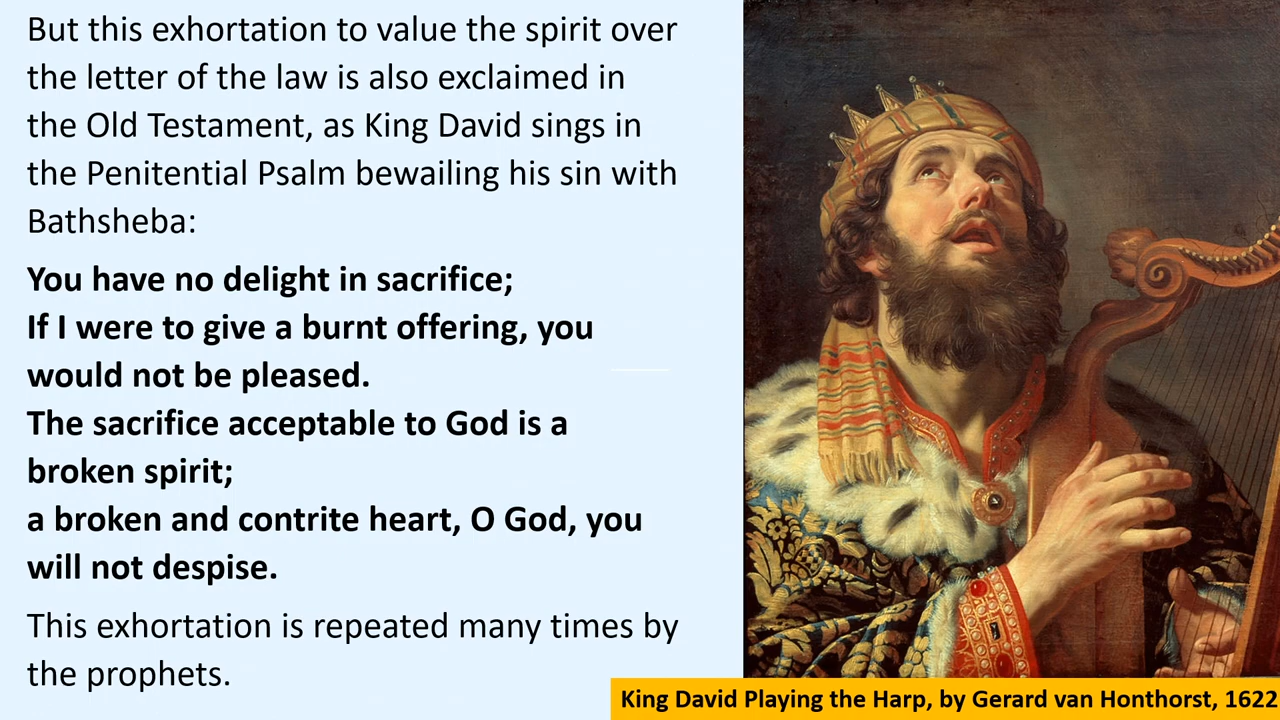 But this exhortation to value the spirit over
the letter of the law is also exclaimed in
the Old Testament, as King David sings in
the Penitential Psalm bewailing his sin with
Bathsheba:
You have no delight in sacrifice;
If I were to give a burnt offering, you
would not be pleased.
The sacrifice acceptable to God is a
broken spirit;
a broken and contrite heart, O God, you
will not despise.
This exhortation is repeated many times by
the prophets.
King David Playing the Harp, by Gerard van Honthorst, 1622